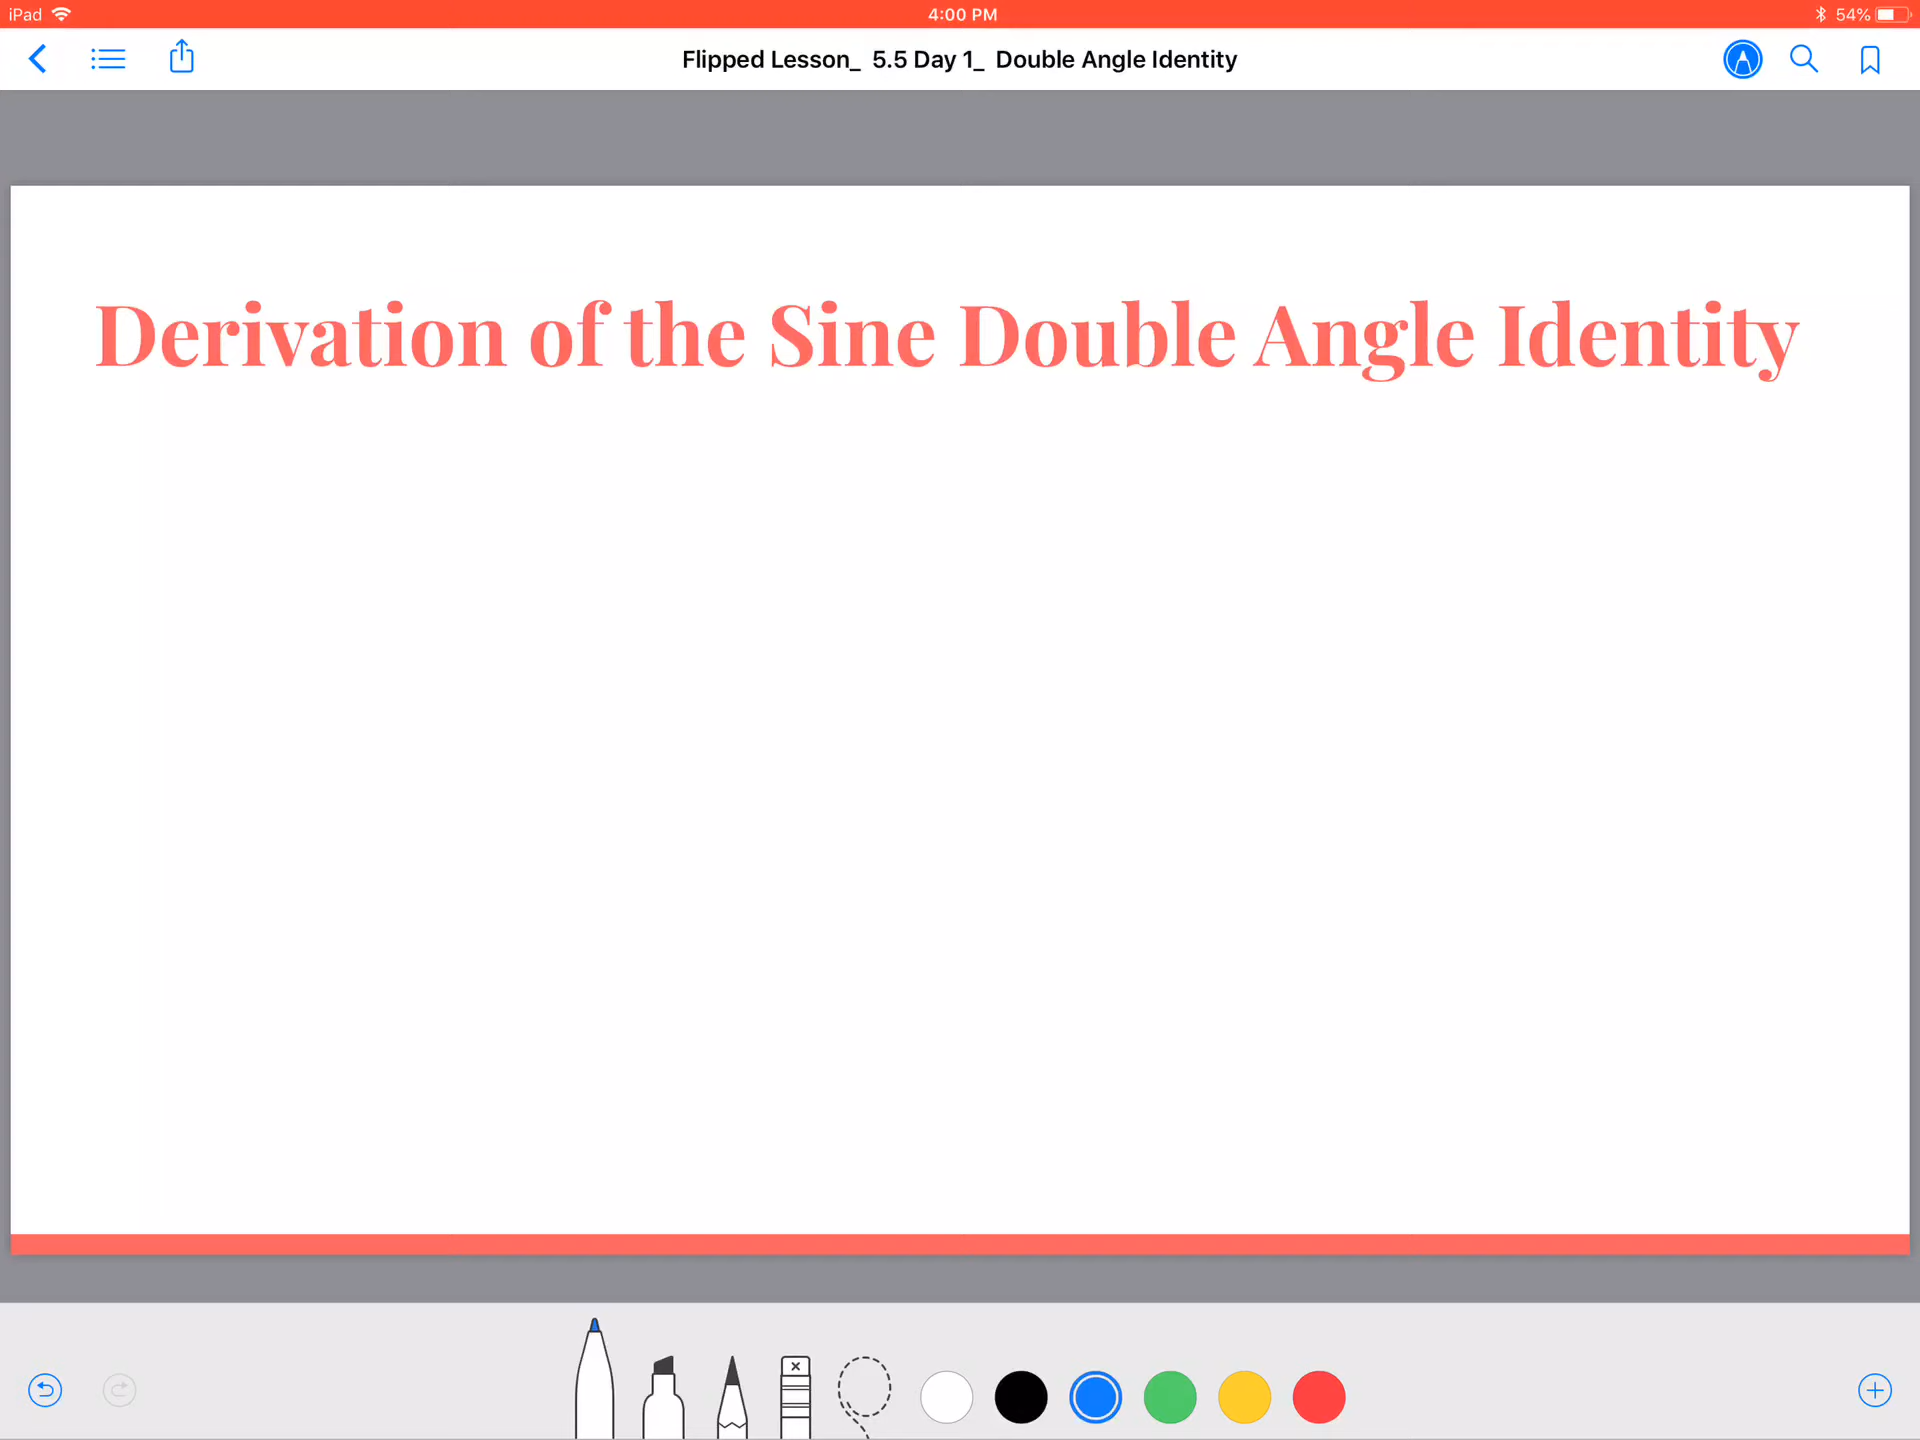 iPad 4:00 PM 54%
Flipped Lesson_ 5.5 Day 1_ Double Angle Identity
Derivation of the Sine Double Angle Identity